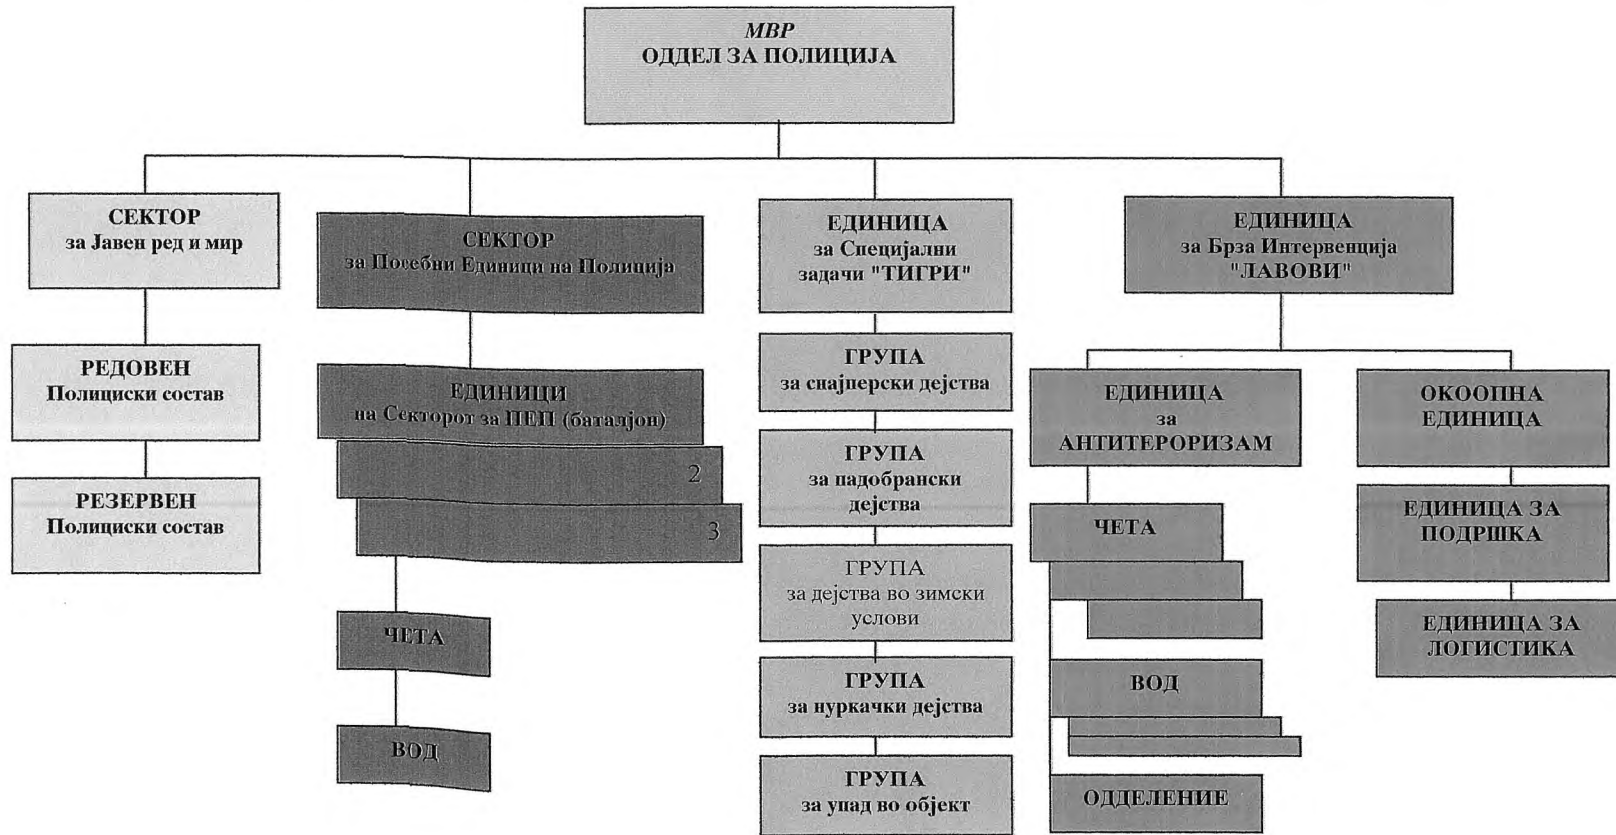 МВР
ОДДЕЛ ЗА ПОЛИЦИЈА
СЕКТОР
за Јавен ред и мир
РЕДОВЕН
Полициски состав
РЕЗЕРВЕН
Полициски состав
СЕКТОР
за Посебни Единици на Полиција
ЕДИНИЦИ
на Секторот за ПЕП (баталјон)
2
3
ЧЕТА
ВОД
ЕДИНИЦА
за Специјални
задачи "ТИГРИ"
ГРУПА
за снајперски дејства
ГРУПА
за падобрански
дејства
ГРУПА
за дејства во зимски
услови
ГРУПА
за нуркачки дејства
ГРУПА
за упад во објект
ЕДИНИЦА
за Брза Интервенција
"ЛАВОВИ"
ЕДИНИЦА
за
АНТИТЕРОРИЗАМ
ЧЕТА
ВОД
ОДДЕЛЕНИЕ
ОКООПНА
ЕДИНИЦА
ЕДИНИЦА ЗА
ПОДРШКА
ЕДИНИЦА ЗА
ЛОГИСТИКА